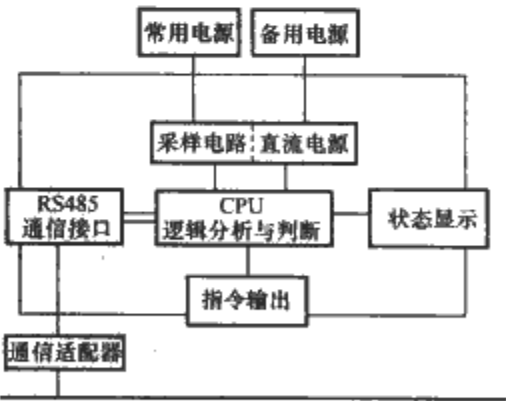 常用电源
备用电源
采样电路 直流电源
RS485
通信接口
CPU
逻辑分析与判断
状态显示
指令输出
通信适配器